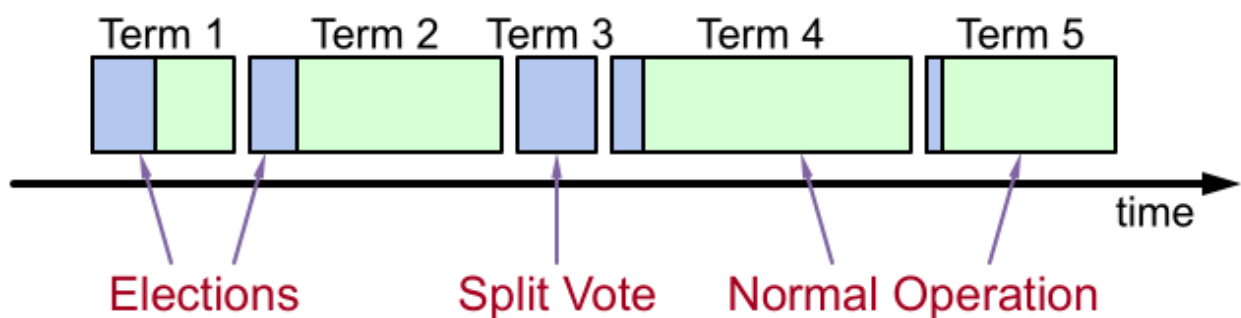 Term 1 Term 2 Term 3 Term 4 Term 5
time
Elections Split Vote Normal Operation